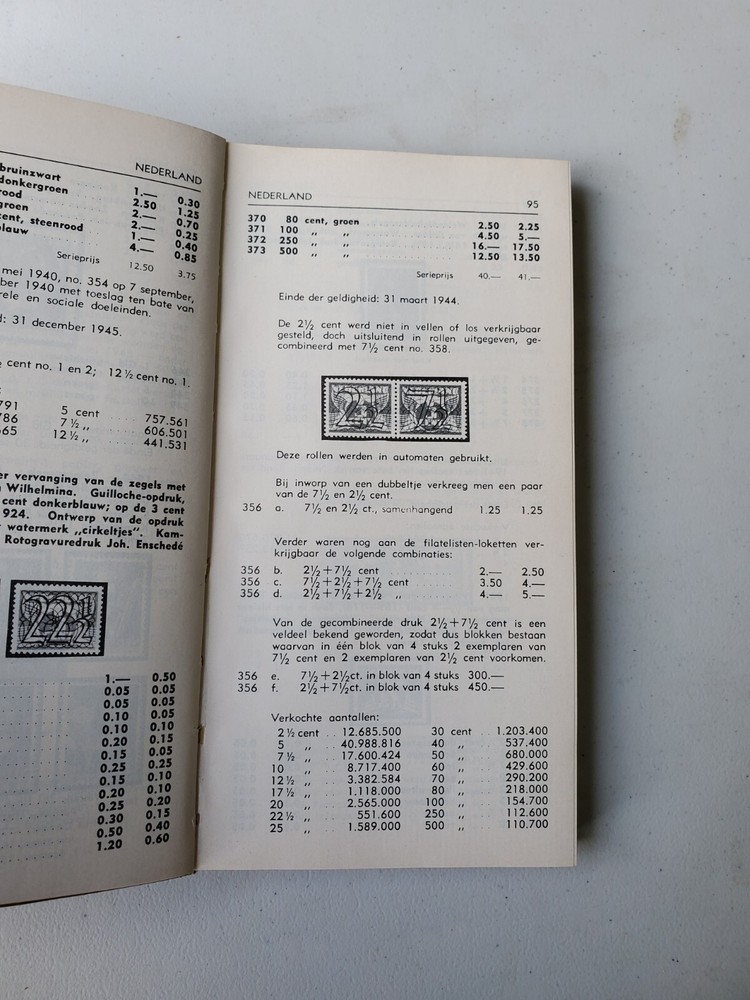 NEDERLAND
bruinzwart 1.— 0.30
donkergroen 2.50 1.25
rood 2.— 0.70
groen 2.— 0.25
cent, steenrood 1.— 0.40
blauw 4.— 0.85
Serieprijs 12.50 3.75
mei 1940, no. 354 op 7 september,
ber 1940 met toeslag ten bate van
rele en sociale doeleinden.
d: 31 december 1945.
cent no. 1 en 2; 12½ cent no. 1.
791 5 cent 757.561
786 7½ „ 606.501
665 12½ „ 441.531
er vervanging van de zegels met
n Wilhelmina. Guilloche-opdruk,
cent donkerblauw; op de 3 cent
1924. Ontwerp van de opdruk
watermerk „cirkeltjes”. Kam-
Rotogravuredruk Joh. Enschedé
22½
1.— 0.50
0.05 0.05
0.05 0.05
0.10 0.05
0.10 0.10
0.20 0.15
0.15 0.05
0.25 0.25
0.15 0.10
0.20 0.10
0.25 0.20
0.30 0.15
0.50 0.40
1.20 0.60
NEDERLAND 95
370 80 cent, groen 2.50 2.25
371 100 „ „ 4.50 5.—
372 250 „ „ 16.— 17.50
373 500 „ „ 12.50 13.50
Serieprijs 40.— 41.—
Einde der geldigheid: 31 maart 1944.
De 2½ cent werd niet in vellen of los verkrijgbaar
gesteld, doch uitsluitend in rollen uitgegeven, ge-
combineerd met 7½ cent no. 358.
2½ 7½
Deze rollen werden in automaten gebruikt.
Bij inworp van een dubbeltje verkreeg men een paar
van de 7½ en 2½ cent.
356 a. 7½ en 2½ ct., samenhangend 1.25 1.25
Verder waren nog aan de filatelisten-loketten ver-
krijgbaar de volgende combinaties:
356 b. 2½+7½ cent 2.— 2.50
356 c. 7½+2½+7½ cent 3.50 4.—
356 d. 2½+7½+2½ „ 4.— 5.—
Van de gecombineerde druk 2½+7½ cent is een
veldeel bekend geworden, zodat dus blokken bestaan
waarvan in één blok van 4 stuks 2 exemplaren van
7½ cent en 2 exemplaren van 2½ cent voorkomen.
356 e. 7½+2½ct. in blok van 4 stuks 300.—
356 f. 2½+7½ct. in blok van 4 stuks 450.—
Verkochte aantallen:
2½ cent 12.685.500 30 cent 1.203.400
5 „ 40.988.816 40 „ 537.400
7½ „ 17.600.424 50 „ 680.000
10 „ 8.717.400 60 „ 429.600
12½ „ 3.382.584 70 „ 290.200
17½ „ 1.118.000 80 „ 218.000
20 „ 2.565.000 100 „ 154.700
22½ „ 551.600 250 „ 112.600
25 „ 1.589.000 500 „ 110.700